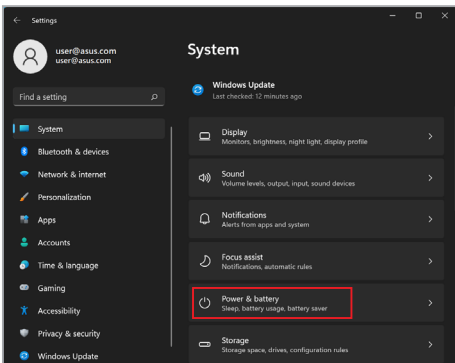 Settings
user@asus.com
user@asus.com
Find a setting
System
Bluetooth & devices
Network & internet
Personalization
Apps
Accounts
Time & language
Gaming
Accessibility
Privacy & security
Windows Update
System
Windows Update
Last checked: 12 minutes ago
Display
Monitors, brightness, night light, display profile
Sound
Volume levels, output, input, sound devices
Notifications
Alerts from apps and system
Focus assist
Notifications, automatic rules
Power & battery
Sleep, battery usage, battery saver
Storage
Storage space, drives, configuration rules